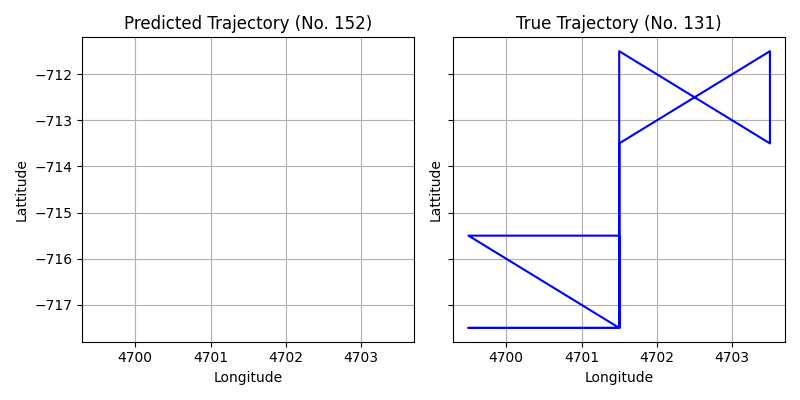 Predicted Trajectory (No. 152)
True Trajectory (No. 131)
−712
−713
−714
−715
−716
−717
Lattitude
Lattitude
4700 4701 4702 4703
4700 4701 4702 4703
Longitude
Longitude